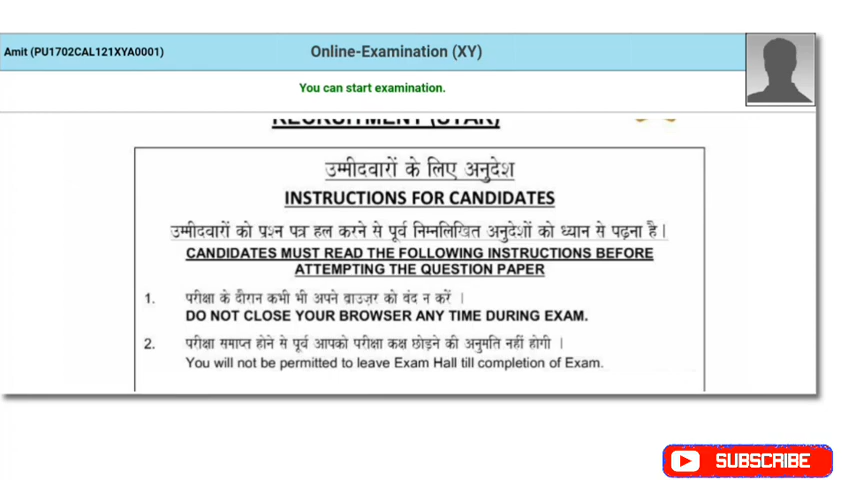 Amit (PU1702CAL121XYA0001)
Online-Examination (XY)
You can start examination.
RECRUITMENT (STAR)
उम्मीदवारों के लिए अनुदेश
INSTRUCTIONS FOR CANDIDATES
उम्मीदवारों को प्रश्न पत्र हल करने से पूर्व निम्नलिखित अनुदेशों को ध्यान से पढ़ना है।
CANDIDATES MUST READ THE FOLLOWING INSTRUCTIONS BEFORE
ATTEMPTING THE QUESTION PAPER
1. परीक्षा के दौरान कभी भी अपने ब्राउज़र को बंद न करें ।
DO NOT CLOSE YOUR BROWSER ANY TIME DURING EXAM.
2. परीक्षा समाप्त होने से पूर्व आपको परीक्षा कक्ष छोड़ने की अनुमति नहीं होगी ।
You will not be permitted to leave Exam Hall till completion of Exam.
SUBSCRIBE